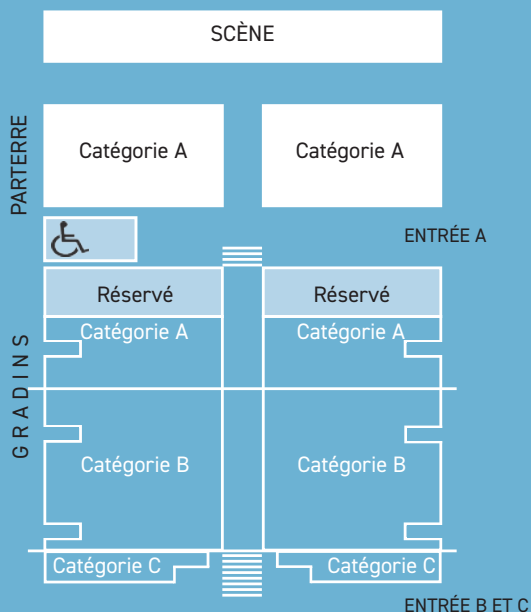 SCÈNE
PARTERRE
Catégorie A
Catégorie A
ENTRÉE A
Réservé
Réservé
GRADINS
Catégorie A
Catégorie A
Catégorie B
Catégorie B
Catégorie C
Catégorie C
ENTRÉE B ET C